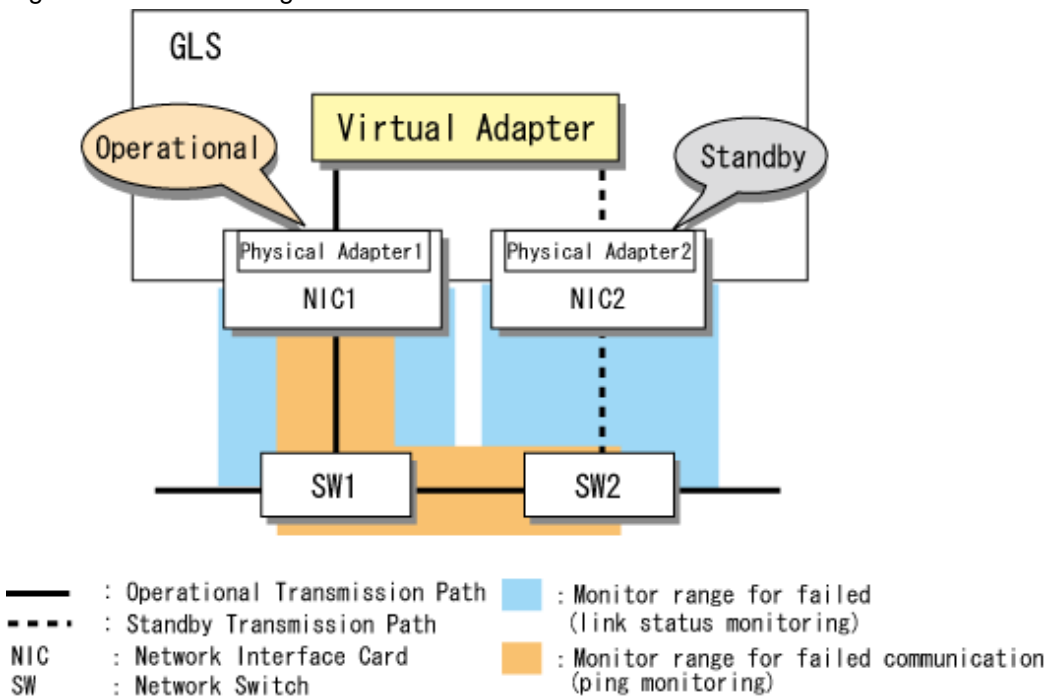 GLS
Virtual Adapter
Operational
Standby
Physical Adapter1
Physical Adapter2
NIC1
NIC2
SW1
SW2
: Operational Transmission Path
: Standby Transmission Path
NIC : Network Interface Card
SW : Network Switch
: Monitor range for failed
(link status monitoring)
: Monitor range for failed communication
(ping monitoring)